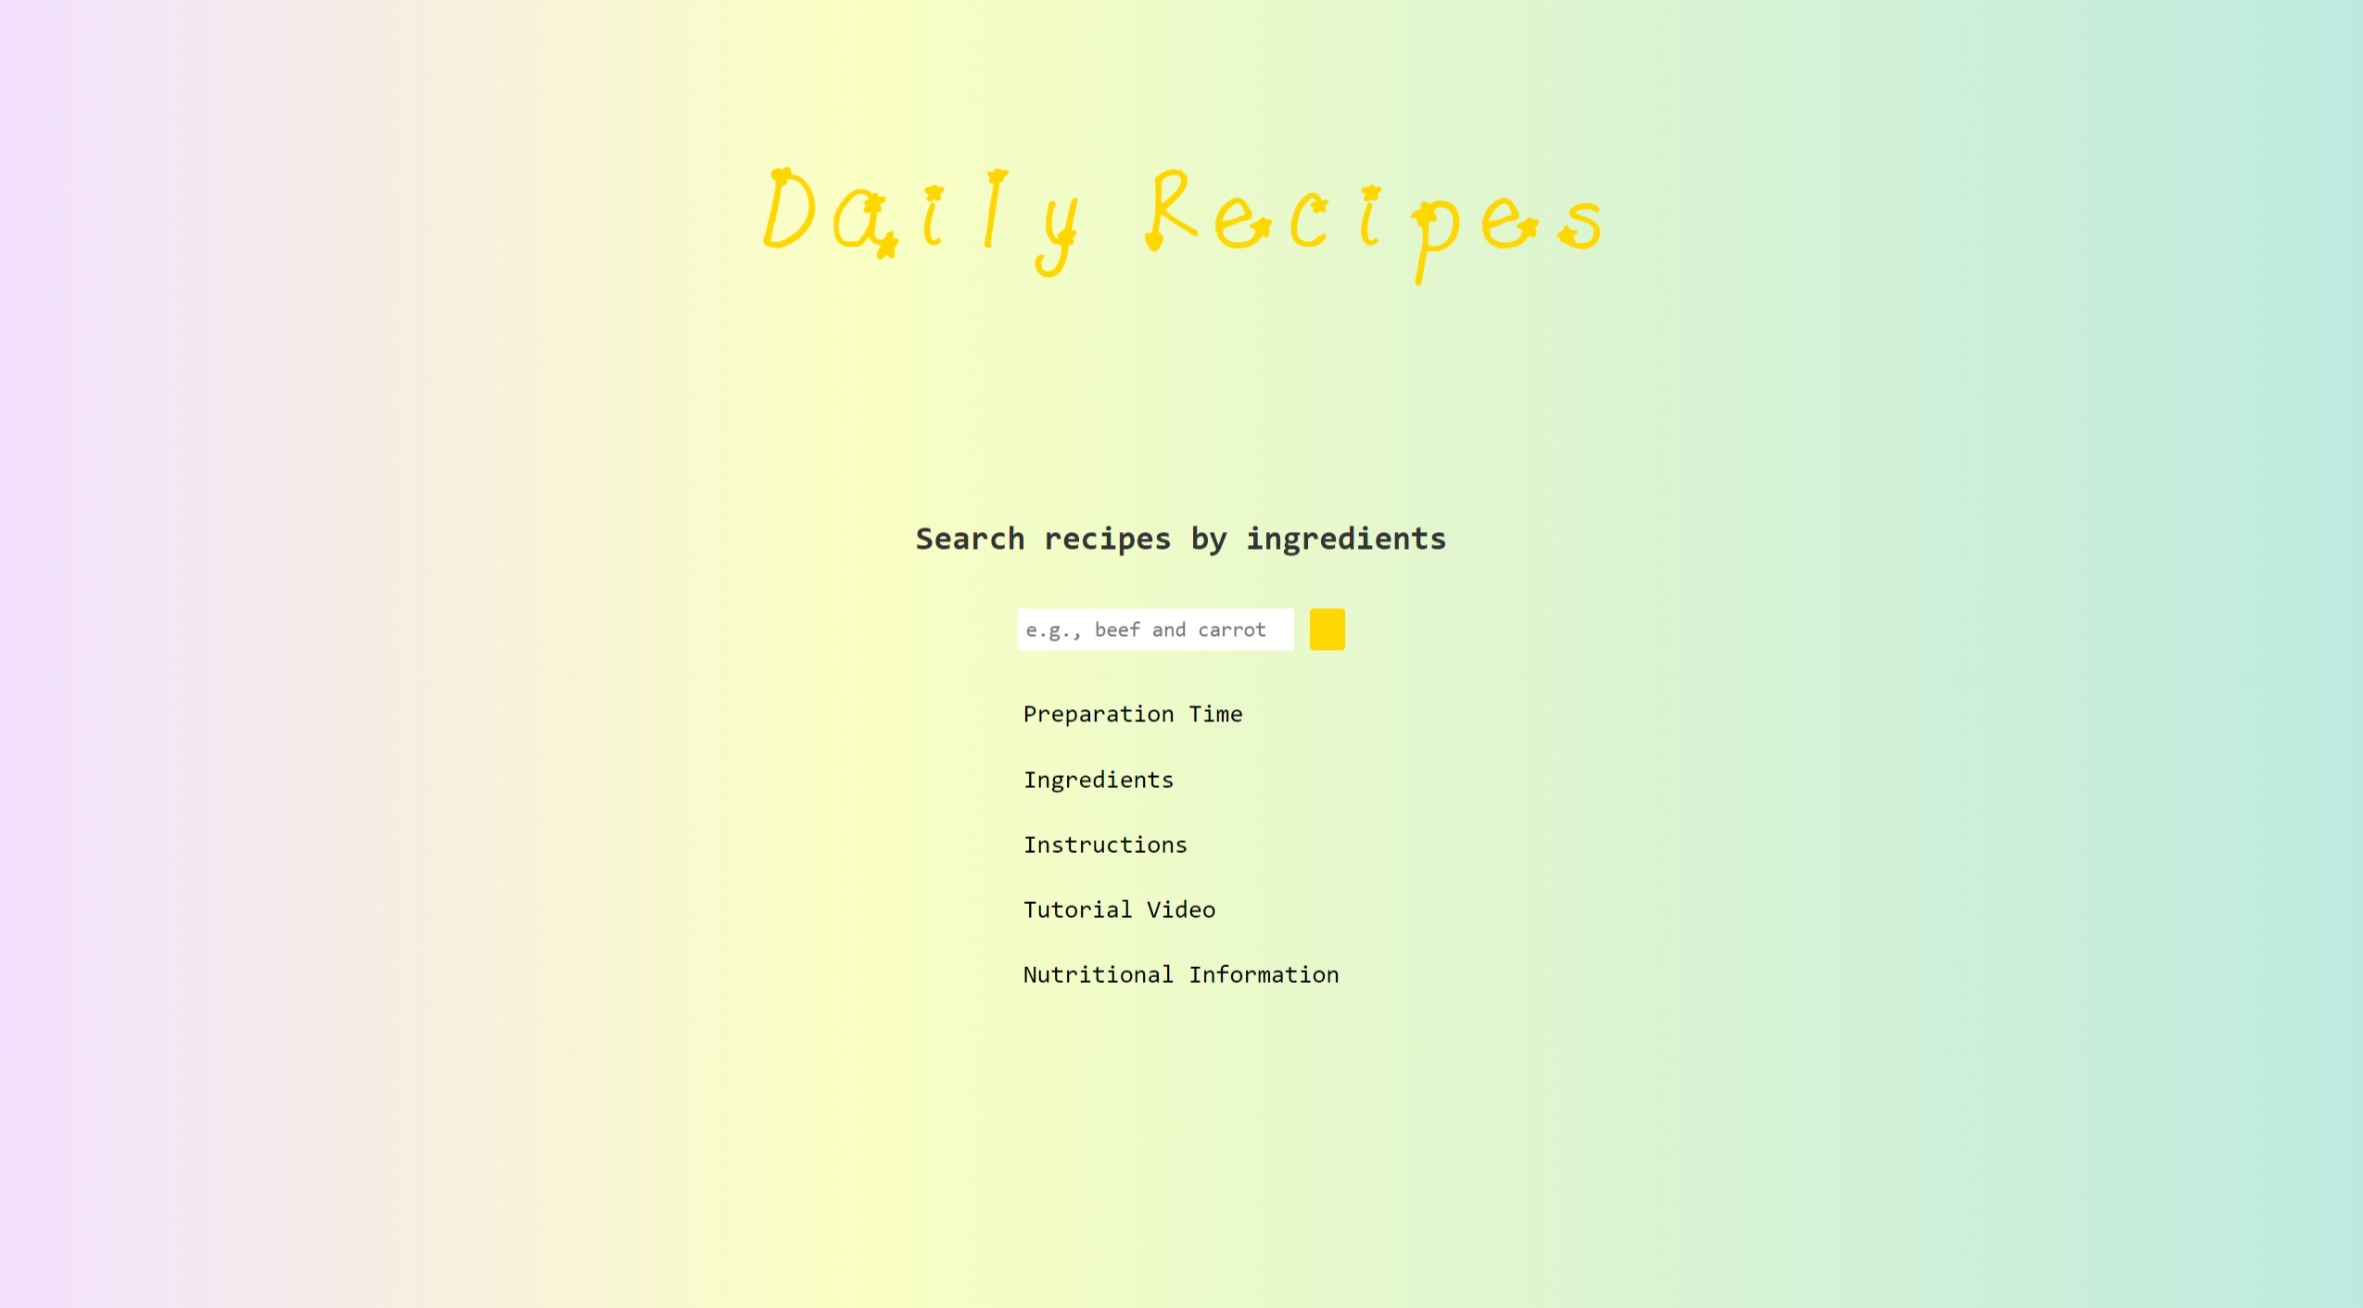 Daily Recipes
Search recipes by ingredients
e.g., beef and carrot
Preparation Time
Ingredients
Instructions
Tutorial Video
Nutritional Information